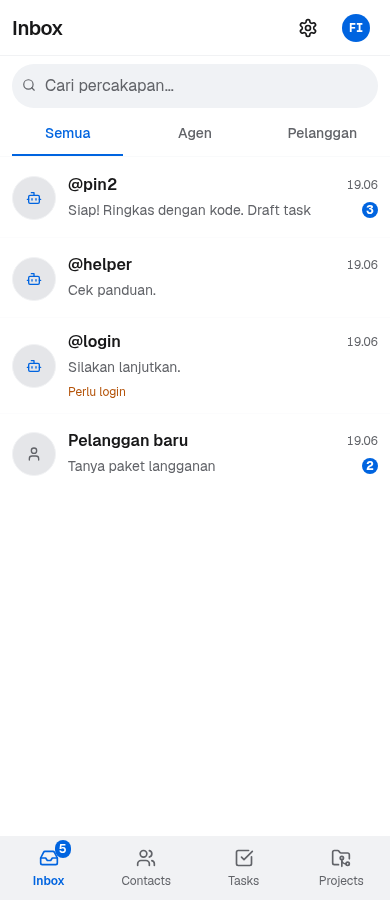 Inbox
FI
Cari percakapan...
Semua
Agen
Pelanggan
@pin2
19.06
Siap! Ringkas dengan kode. Draft task
3
@helper
19.06
Cek panduan.
@login
19.06
Silakan lanjutkan.
Perlu login
Pelanggan baru
19.06
Tanya paket langganan
2
5
Inbox
Contacts
Tasks
Projects